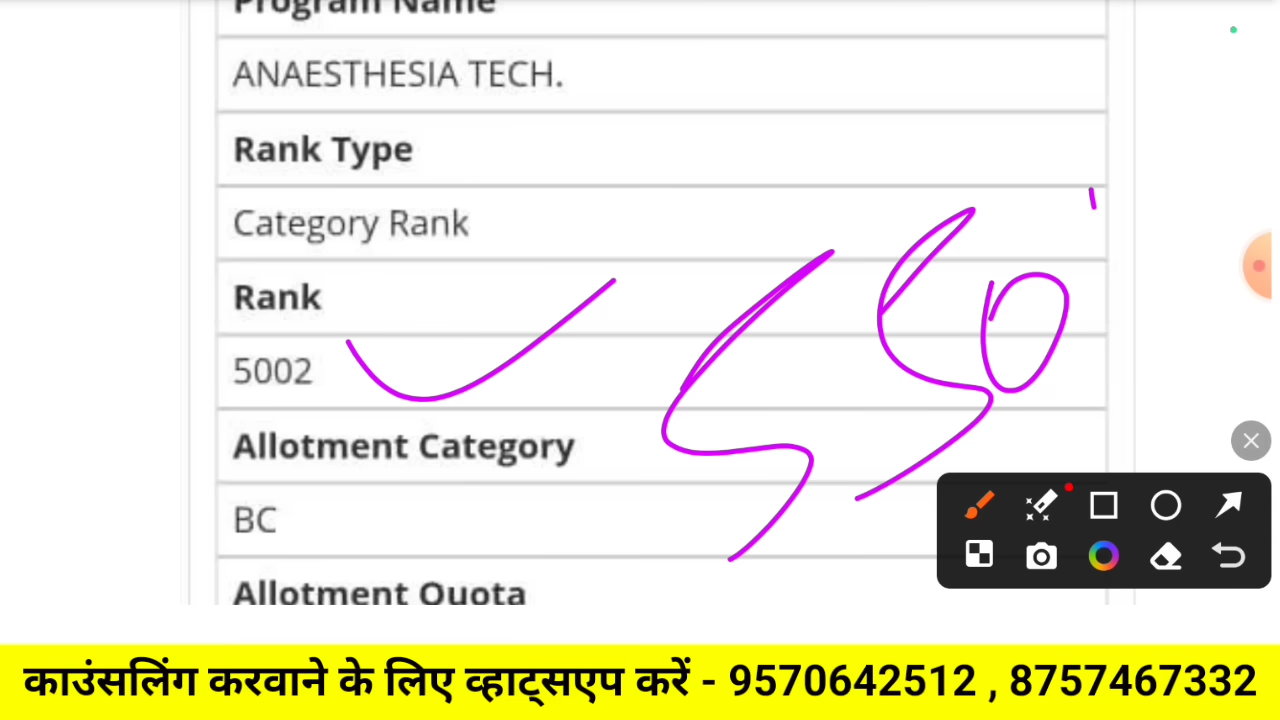 Program Name
ANAESTHESIA TECH.
Rank Type
Category Rank
Rank
5002
Allotment Category
BC
Allotment Quota
550
काउंसलिंग करवाने के लिए व्हाट्सएप करें - 9570642512 , 8757467332